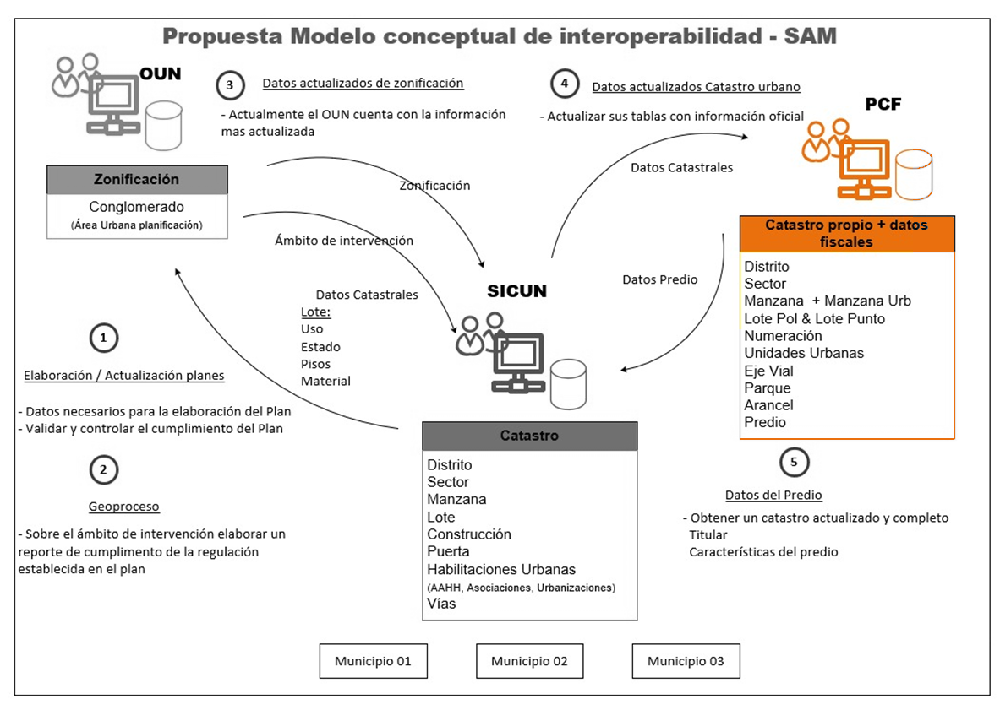 Propuesta Modelo conceptual de interoperabilidad - SAM
OUN
Zonificación
Conglomerado
(Área Urbana planificación)
3
Datos actualizados de zonificación
- Actualmente el OUN cuenta con la información
mas actualizada
4
Datos actualizados Catastro urbano
- Actualizar sus tablas con información oficial
PCF
Zonificación
Ámbito de intervención
Datos Catastrales
Datos Predio
Catastro propio + datos
fiscales
Distrito
Sector
Manzana + Manzana Urb
Lote Pol & Lote Punto
Numeración
Unidades Urbanas
Eje Vial
Parque
Arancel
Predio
Datos Catastrales
Lote:
Uso
Estado
Pisos
Material
SICUN
Catastro
Distrito
Sector
Manzana
Lote
Construcción
Puerta
Habilitaciones Urbanas
(AAHH, Asociaciones, Urbanizaciones)
Vías
1
Elaboración / Actualización planes
- Datos necesarios para la elaboración del Plan
- Validar y controlar el cumplimiento del Plan
2
Geoproceso
- Sobre el ámbito de intervención elaborar un
reporte de cumplimento de la regulación
establecida en el plan
5
Datos del Predio
- Obtener un catastro actualizado y completo
Titular
Características del predio
Municipio 01
Municipio 02
Municipio 03